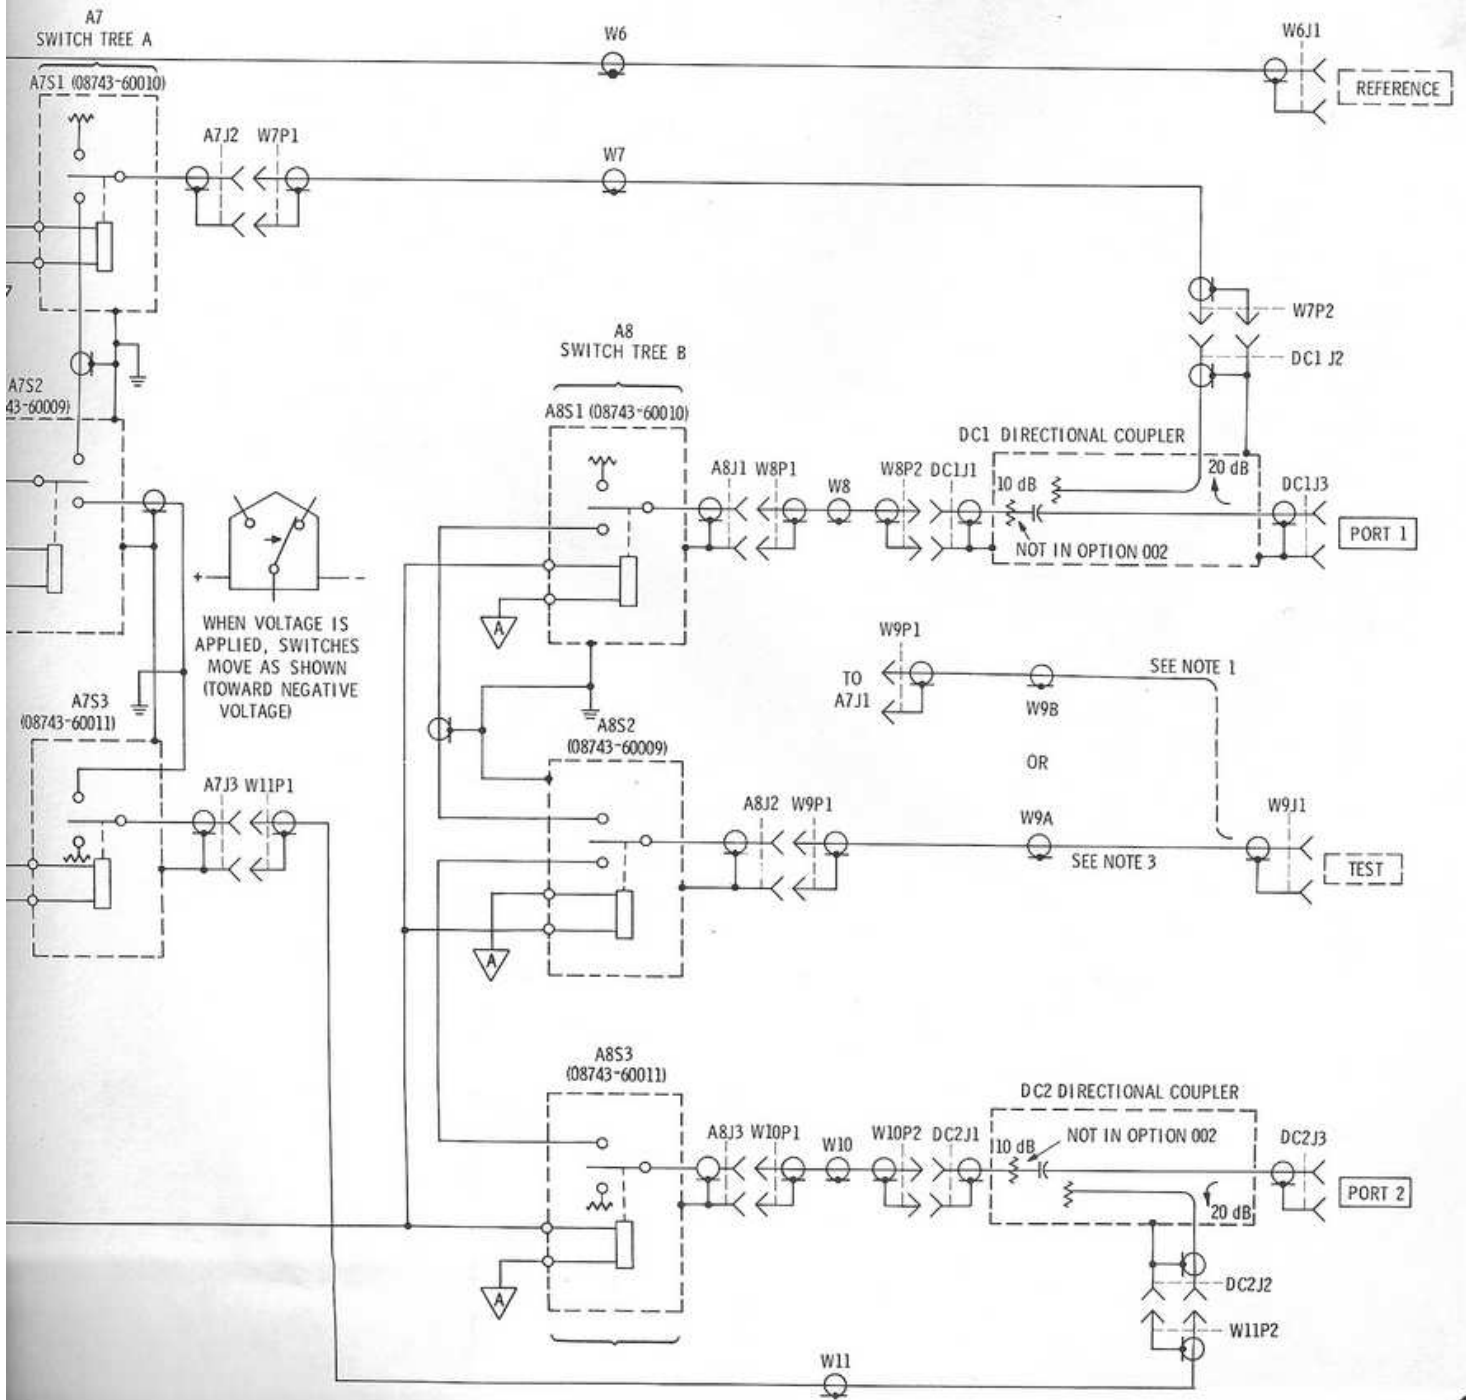 A7
SWITCH TREE A
A7S1 (08743-60010)
W6
W6J1
REFERENCE
A7J2 W7P1
W7
W7P2
DC1 J2
A7S2
43-60009)
A8
SWITCH TREE B
A8S1 (08743-60010)
A8J1 W8P1
W8
W8P2 DC1J1
DC1 DIRECTIONAL COUPLER
10 dB
20 dB
NOT IN OPTION 002
DC1J3
PORT 1
+
-
WHEN VOLTAGE IS
APPLIED, SWITCHES
MOVE AS SHOWN
(TOWARD NEGATIVE
VOLTAGE)
A
W9P1
TO
A7J1
W9B
SEE NOTE 1
OR
A7S3
(08743-60011)
A7J3 W11P1
A8S2
(08743-60009)
A8J2 W9P1
W9A
SEE NOTE 3
W9J1
TEST
A
A8S3
(08743-60011)
A8J3 W10P1
W10
W10P2 DC2J1
DC2 DIRECTIONAL COUPLER
10 dB
NOT IN OPTION 002
20 dB
DC2J3
PORT 2
A
DC2J2
W11P2
W11